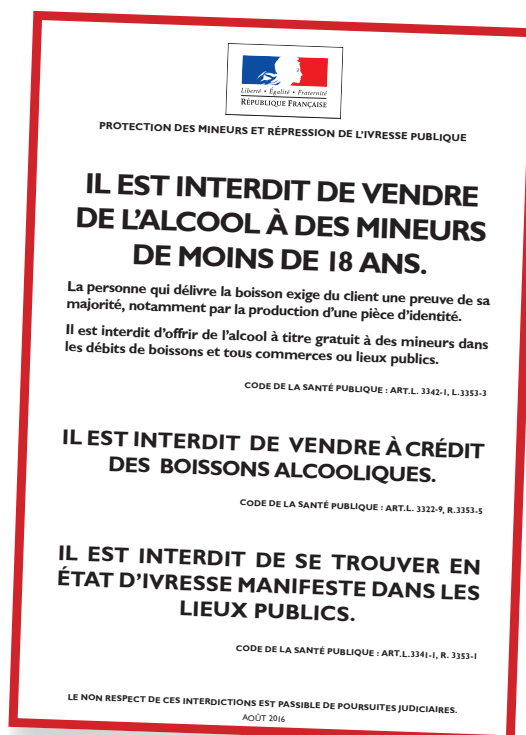 Liberté • Égalité • Fraternité
RÉPUBLIQUE FRANÇAISE
PROTECTION DES MINEURS ET RÉPRESSION DE L'IVRESSE PUBLIQUE
IL EST INTERDIT DE VENDRE
DE L'ALCOOL À DES MINEURS
DE MOINS DE 18 ANS.
La personne qui délivre la boisson exige du client une preuve de sa
majorité, notamment par la production d'une pièce d'identité.
Il est interdit d'offrir de l'alcool à titre gratuit à des mineurs dans
les débits de boissons et tous commerces ou lieux publics.
CODE DE LA SANTÉ PUBLIQUE : ART.L. 3342-1, L.3353-3
IL EST INTERDIT DE VENDRE À CRÉDIT
DES BOISSONS ALCOOLIQUES.
CODE DE LA SANTÉ PUBLIQUE : ART.L. 3322-9, R.3353-5
IL EST INTERDIT DE SE TROUVER EN
ÉTAT D'IVRESSE MANIFESTE DANS LES
LIEUX PUBLICS.
CODE DE LA SANTÉ PUBLIQUE : ART.L.3341-1, R. 3353-1
LE NON RESPECT DE CES INTERDICTIONS EST PASSIBLE DE POURSUITES JUDICIAIRES.
AOÛT 2016